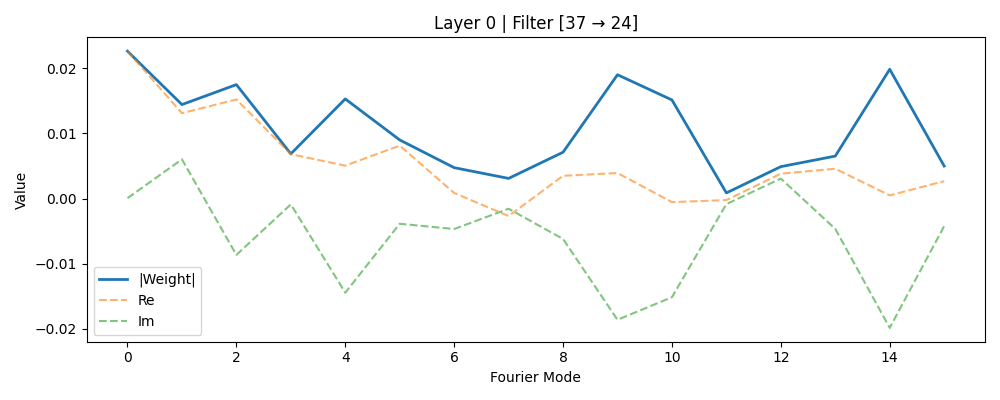 Layer 0 | Filter [37 → 24]
Value
0.02
0.01
0.00
−0.01
−0.02
|Weight|
Re
Im
0 2 4 6 8 10 12 14
Fourier Mode